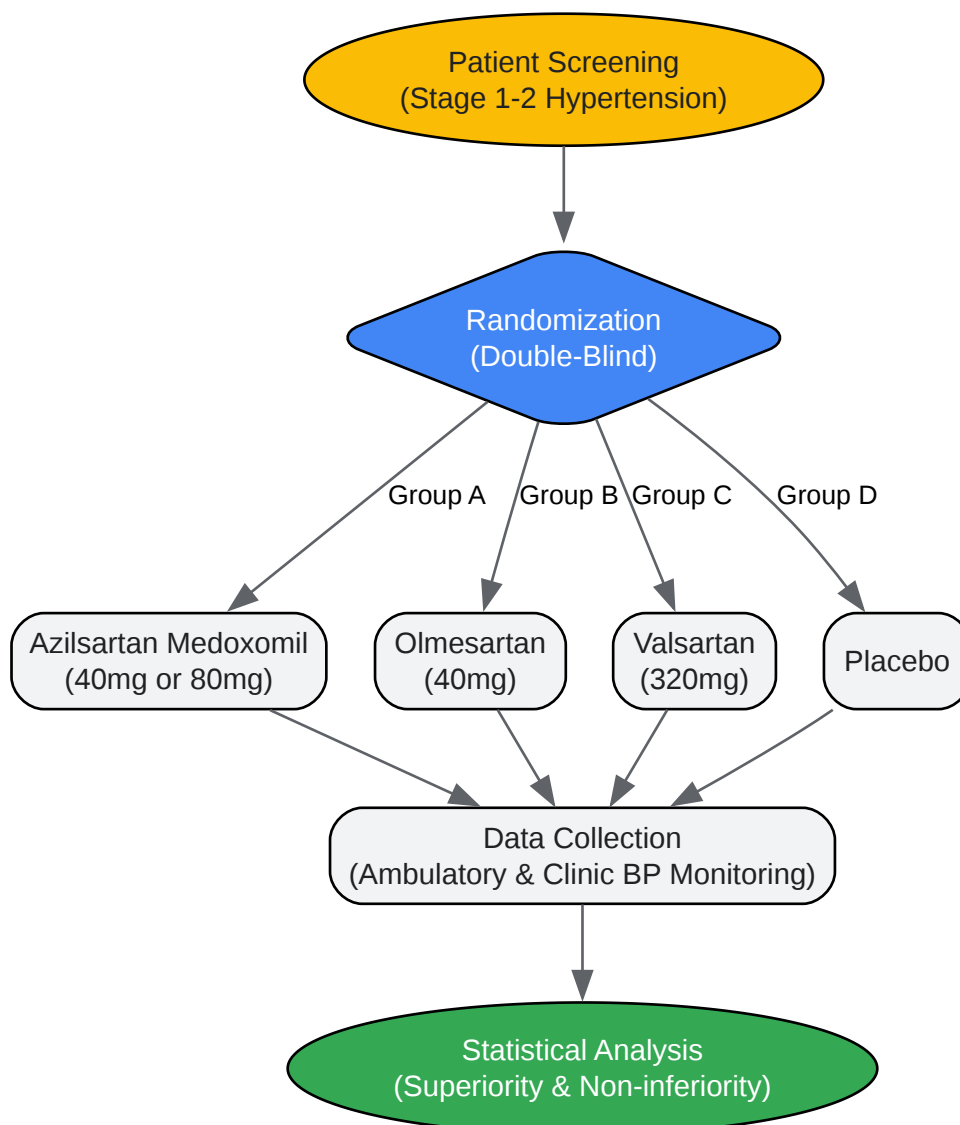 Patient Screening
(Stage 1-2 Hypertension)
Randomization
(Double-Blind)
Group A
Group B
Group C
Group D
Azilsartan Medoxomil
(40mg or 80mg)
Olmesartan
(40mg)
Valsartan
(320mg)
Placebo
Data Collection
(Ambulatory & Clinic BP Monitoring)
Statistical Analysis
(Superiority & Non-inferiority)